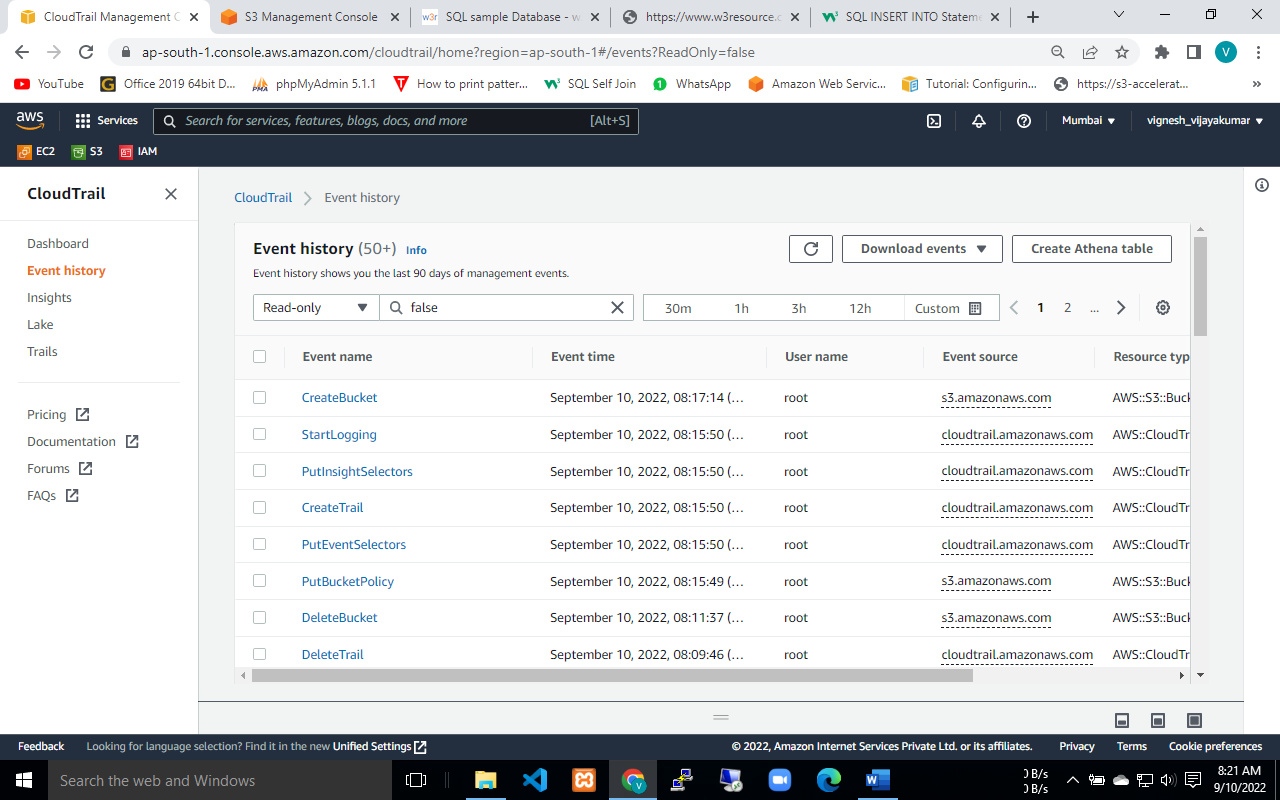 CloudTrail Management C
S3 Management Console
w3r
SQL sample Database - w
https://www.w3resource.c
SQL INSERT INTO Stateme
ap-south-1.console.aws.amazon.com/cloudtrail/home?region=ap-south-1#/events?ReadOnly=false
V
YouTube
Office 2019 64bit D...
phpMyAdmin 5.1.1
How to print patter...
SQL Self Join
WhatsApp
Amazon Web Servic...
Tutorial: Configurin...
https://s3-accelerat...
»
aws
Services
Search for services, features, blogs, docs, and more
[Alt+S]
Mumbai
vignesh_vijayakumar
EC2
S3
IAM
CloudTrail
CloudTrail
Event history
Dashboard
Event history
Insights
Lake
Trails
Pricing
Documentation
Forums
FAQs
Event history (50+) Info
Download events
Create Athena table
Event history shows you the last 90 days of management events.
Read-only
false
30m 1h 3h 12h Custom
1 2 ...
Event name Event time User name Event source Resource typ
CreateBucket September 10, 2022, 08:17:14 (... root s3.amazonaws.com AWS::S3::Buck
StartLogging September 10, 2022, 08:15:50 (... root cloudtrail.amazonaws.com AWS::CloudTr
PutInsightSelectors September 10, 2022, 08:15:50 (... root cloudtrail.amazonaws.com AWS::CloudTr
CreateTrail September 10, 2022, 08:15:50 (... root cloudtrail.amazonaws.com AWS::CloudTr
PutEventSelectors September 10, 2022, 08:15:50 (... root cloudtrail.amazonaws.com AWS::CloudTr
PutBucketPolicy September 10, 2022, 08:15:49 (... root s3.amazonaws.com AWS::S3::Buck
DeleteBucket September 10, 2022, 08:11:37 (... root s3.amazonaws.com AWS::S3::Buck
DeleteTrail September 10, 2022, 08:09:46 (... root cloudtrail.amazonaws.com AWS::CloudTr
Feedback
Looking for language selection? Find it in the new Unified Settings
© 2022, Amazon Internet Services Private Ltd. or its affiliates.
Privacy
Terms
Cookie preferences
Search the web and Windows
0 B/s
0 B/s
8:21 AM
9/10/2022